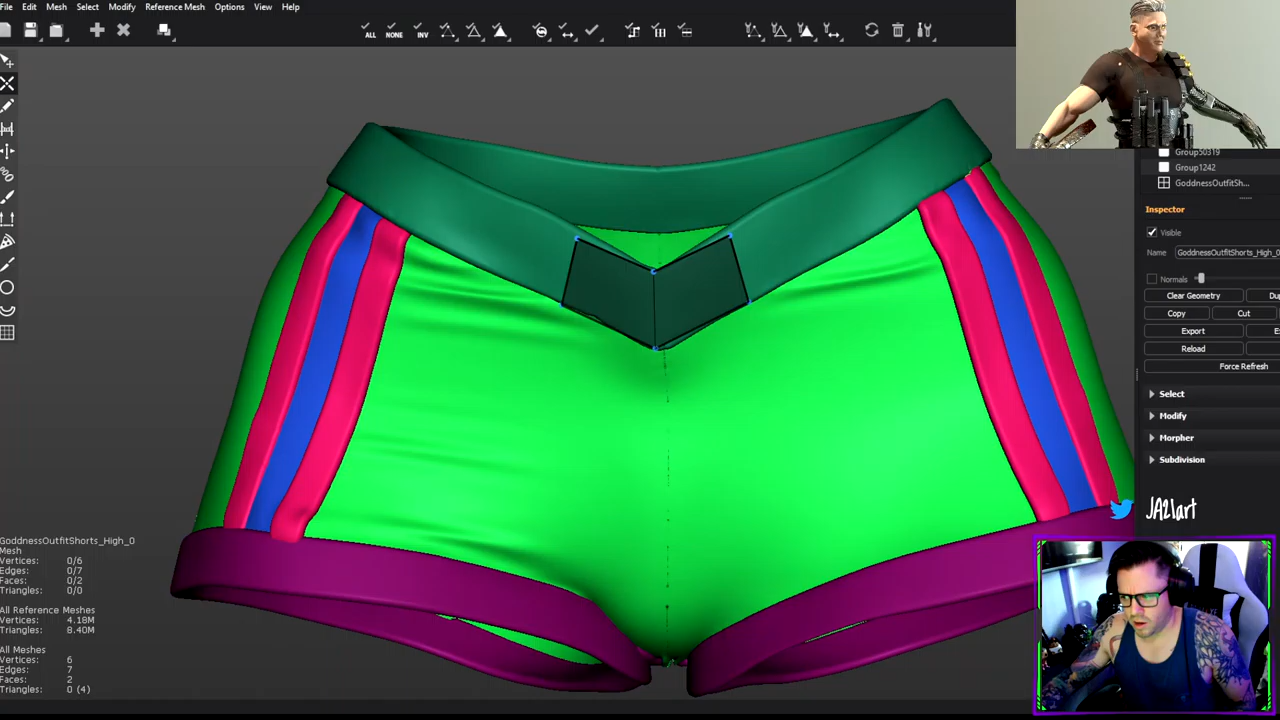 File Edit Mesh Select Modify Reference Mesh Options View Help
ALL NONE INV
Group50319
Group1242
GoddnessOutfitSh...
Inspector
Visible
Name GoddnessOutfitShorts_High_0
Normals
Clear Geometry Du
Copy Cut
Export
Reload
Force Refresh
Select
Modify
Morpher
Subdivision
JA21art
GoddnessOutfitShorts_High_0
Mesh
Vertices: 0/6
Edges: 0/7
Faces: 0/2
Triangles: 0/0
All Reference Meshes
Vertices: 4.18M
Triangles: 8.40M
All Meshes
Vertices: 6
Edges: 7
Faces: 2
Triangles: 0 (4)